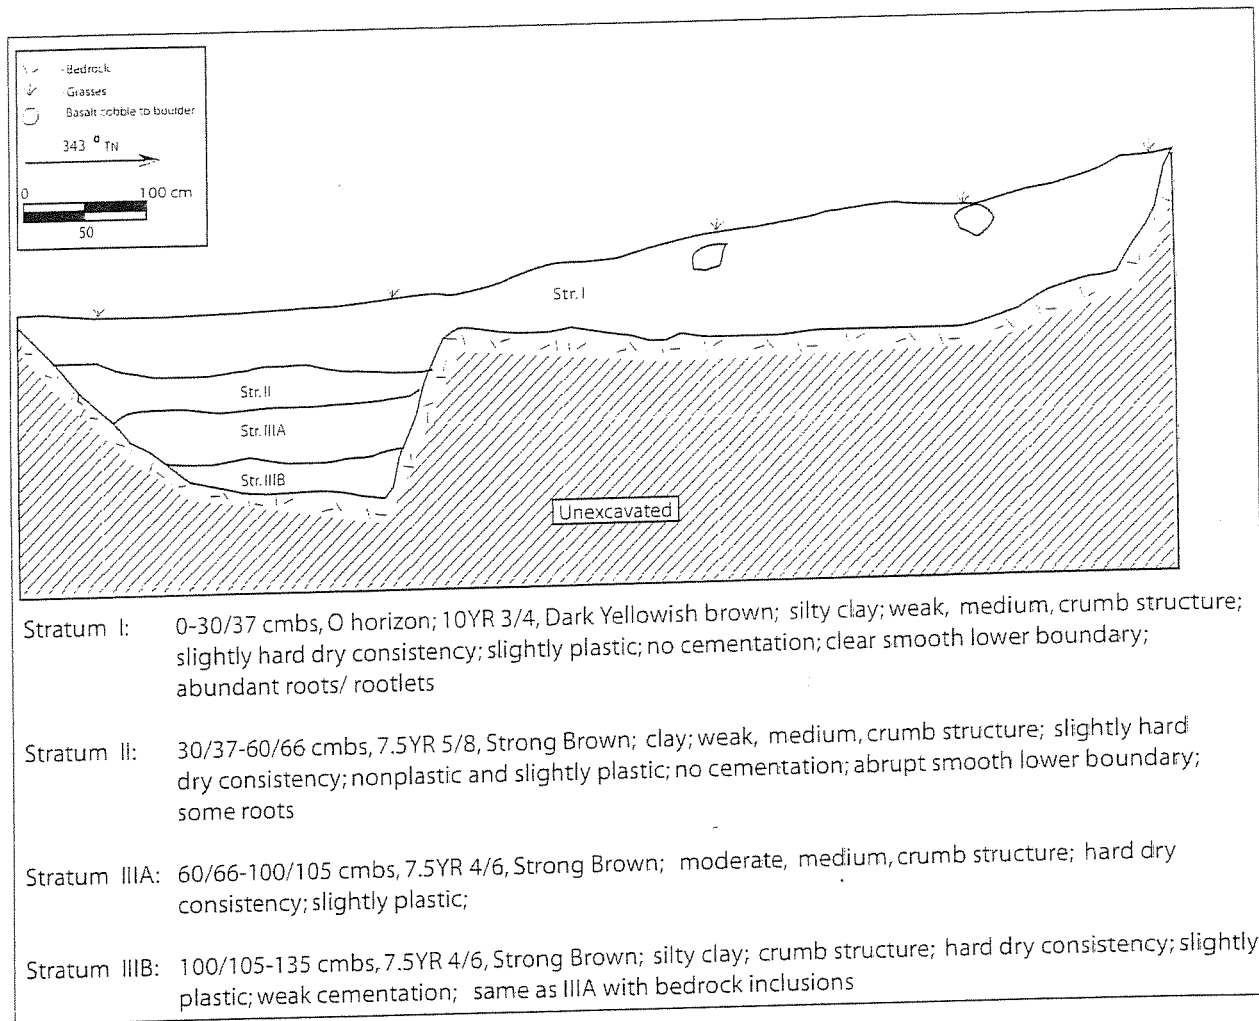 -Bedrock
-Grasses
Basalt cobble to boulder
343 ° TN
0 100 cm
50
Str. I
Str. II
Str. IIIA
Str. IIIB
Unexcavated
Stratum I: 0-30/37 cmbs, O horizon; 10YR 3/4, Dark Yellowish brown; silty clay; weak, medium, crumb structure;
slightly hard dry consistency; slightly plastic; no cementation; clear smooth lower boundary;
abundant roots/ rootlets
Stratum II: 30/37-60/66 cmbs, 7.5YR 5/8, Strong Brown; clay; weak, medium, crumb structure; slightly hard
dry consistency; nonplastic and slightly plastic; no cementation; abrupt smooth lower boundary;
some roots
Stratum IIIA: 60/66-100/105 cmbs, 7.5YR 4/6, Strong Brown; moderate, medium, crumb structure; hard dry
consistency; slightly plastic;
Stratum IIIB: 100/105-135 cmbs, 7.5YR 4/6, Strong Brown; silty clay; crumb structure; hard dry consistency; slightly
plastic; weak cementation; same as IIIA with bedrock inclusions